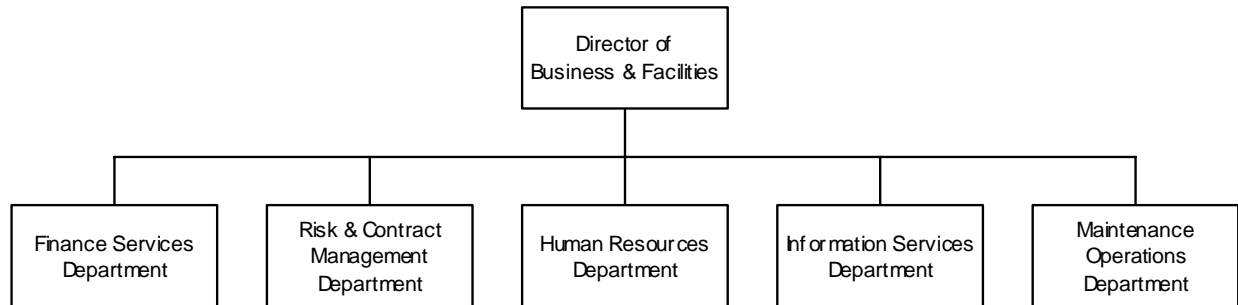 Director of
Business & Facilities
Finance Services
Department
Risk & Contract
Management
Department
Human Resources
Department
Information Services
Department
Maintenance
Operations
Department